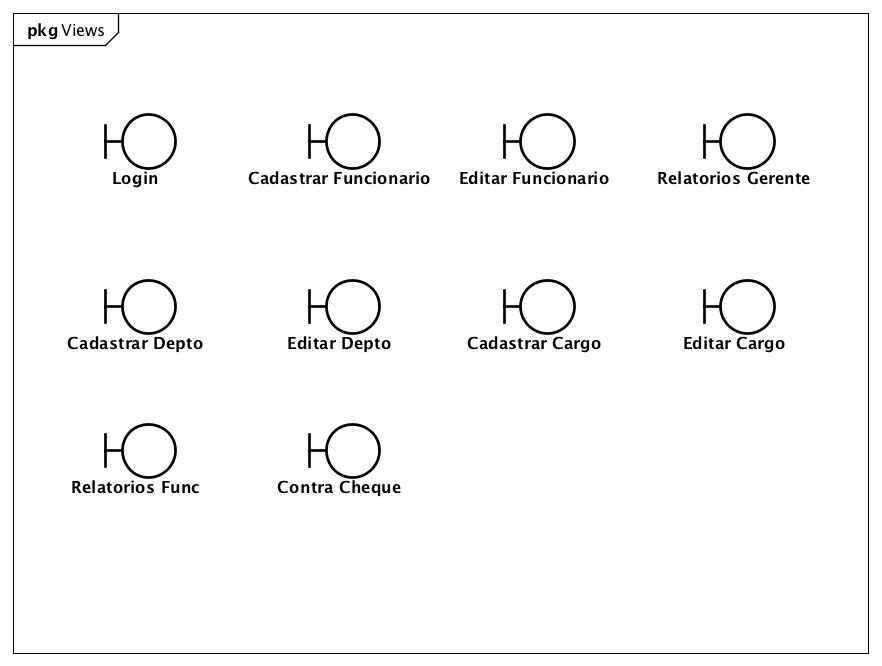 pkg Views
Login
Cadastrar Funcionario
Editar Funcionario
Relatorios Gerente
Cadastrar Depto
Editar Depto
Cadastrar Cargo
Editar Cargo
Relatorios Func
Contra Cheque